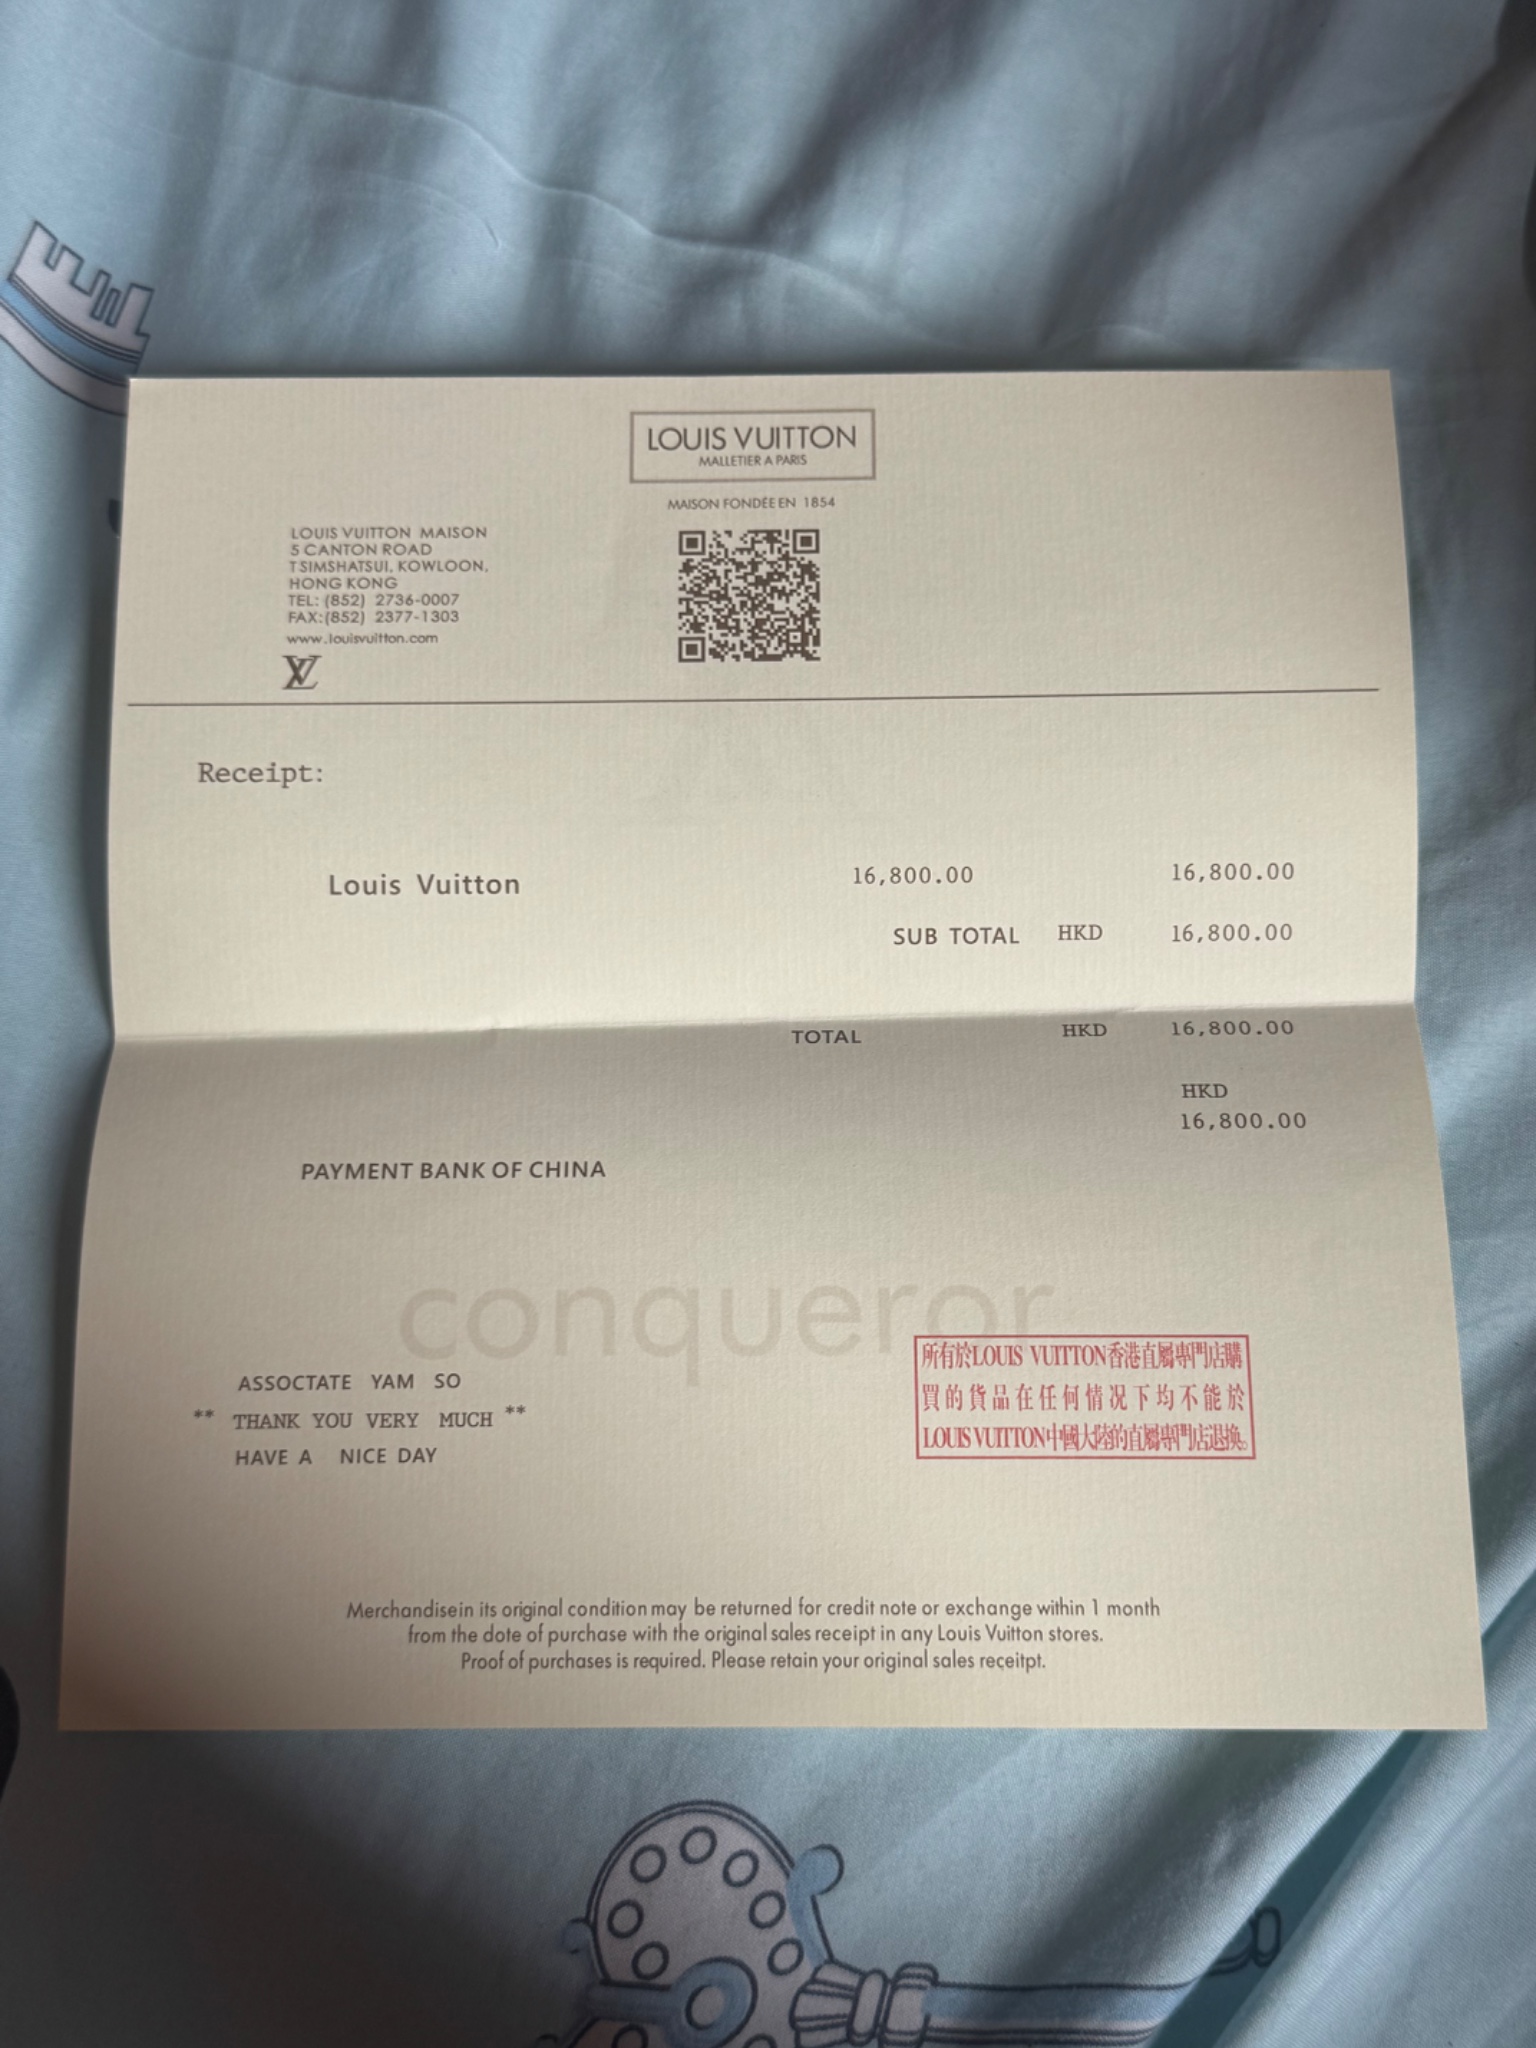 LOUIS VUITTON
MALLETIER A PARIS
MAISON FONDÉE EN 1854
LOUIS VUITTON MAISON
5 CANTON ROAD
TSIMSHATSUI, KOWLOON,
HONG KONG
TEL: (852) 2736-0007
FAX:(852) 2377-1303
www.louisvuitton.com
LV
Receipt:
Louis Vuitton 16,800.00 16,800.00
SUB TOTAL HKD 16,800.00
TOTAL HKD 16,800.00
HKD
16,800.00
PAYMENT BANK OF CHINA
conqueror
ASSOCTATE YAM SO
** THANK YOU VERY MUCH **
HAVE A NICE DAY
所有於LOUIS VUITTON香港直屬專門店購
買的貨品在任何情況下均不能於
LOUIS VUITTON中國大陸的直屬專門店退換。
Merchandisein its original condition may be returned for credit note or exchange within 1 month
from the dote of purchase with the original sales receipt in any Louis Vuitton stores.
Proof of purchases is required. Please retain your original sales receitpt.